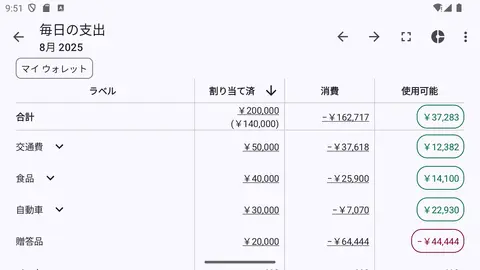 9:51
毎日の支出
8月 2025
マイ ウォレット
ラベル 割り当て済 消費 使用可能
合計 ¥200,000 (¥140,000) -¥162,717 ¥37,283
交通費 ¥50,000 -¥37,618 ¥12,382
食品 ¥40,000 -¥25,900 ¥14,100
自動車 ¥30,000 -¥7,070 ¥22,930
贈答品 ¥20,000 -¥64,444 -¥44,444